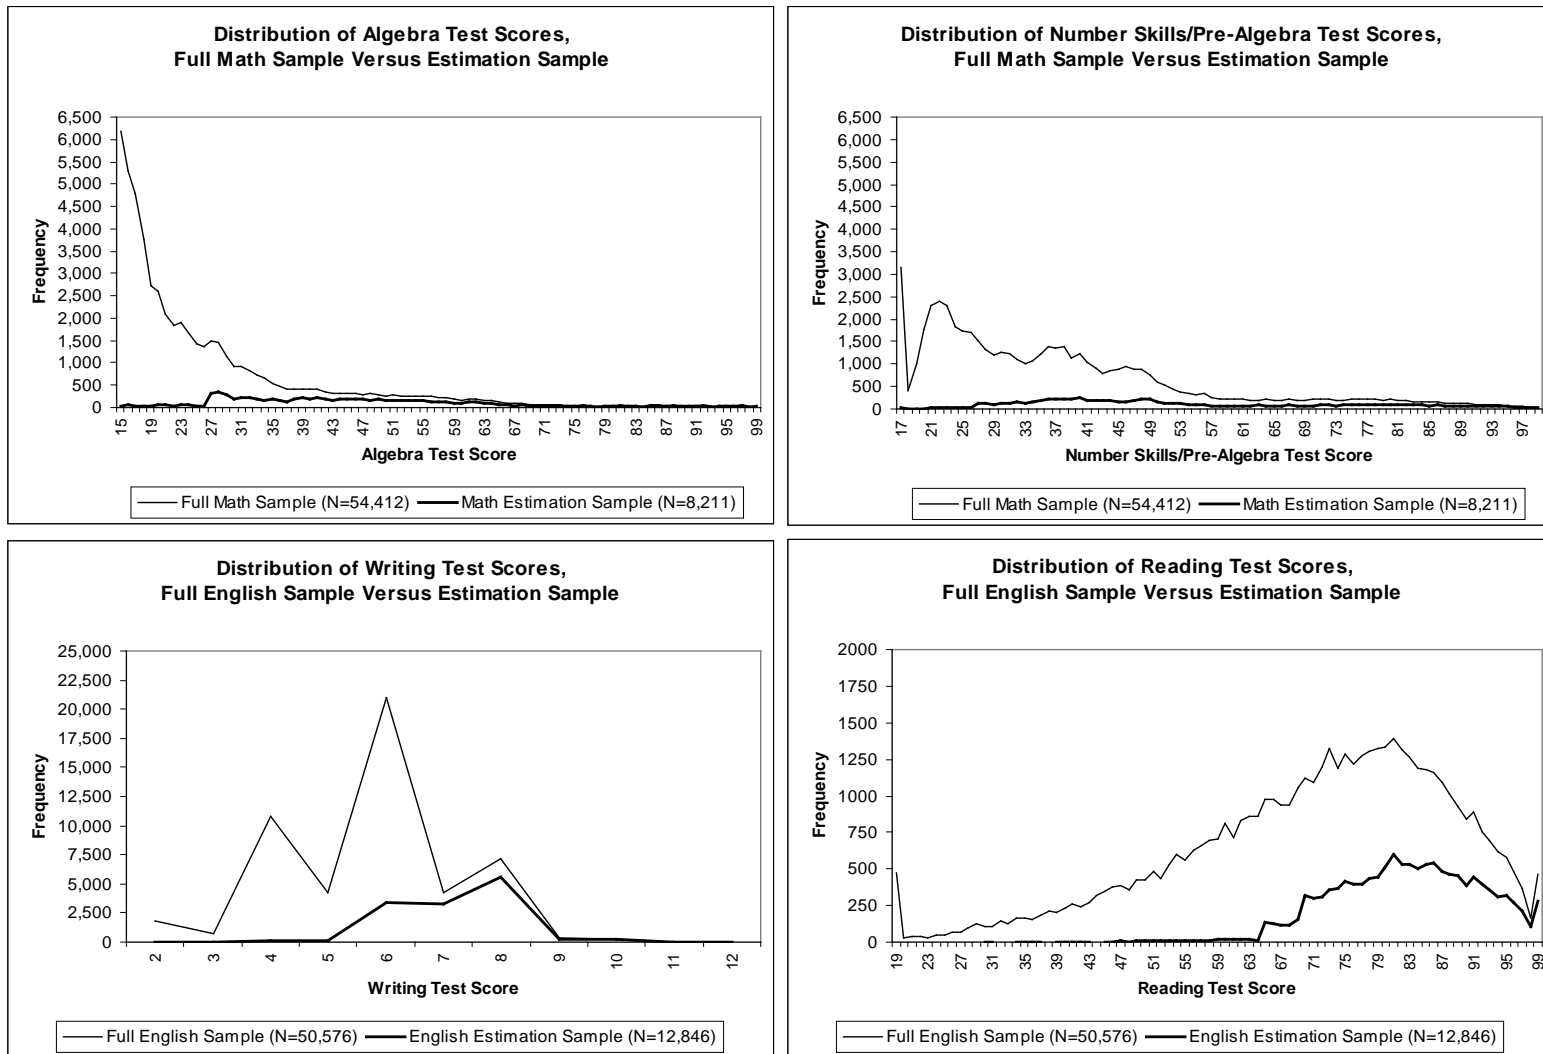 Distribution of Algebra Test Scores,
Full Math Sample Versus Estimation Sample
6,500
6,000
5,500
5,000
4,500
4,000
3,500
3,000
2,500
2,000
1,500
1,000
500
0
Frequency
15 19 23 27 31 35 39 43 47 51 55 59 63 67 71 75 79 83 87 91 95 99
Algebra Test Score
Full Math Sample (N=54,412) Math Estimation Sample (N=8,211)
Distribution of Number Skills/Pre-Algebra Test Scores,
Full Math Sample Versus Estimation Sample
6,500
6,000
5,500
5,000
4,500
4,000
3,500
3,000
2,500
2,000
1,500
1,000
500
0
Frequency
17 21 25 29 33 37 41 45 49 53 57 61 65 69 73 77 81 85 89 93 97
Number Skills/Pre-Algebra Test Score
Full Math Sample (N=54,412) Math Estimation Sample (N=8,211)
Distribution of Writing Test Scores,
Full English Sample Versus Estimation Sample
25,000
22,500
20,000
17,500
15,000
12,500
10,000
7,500
5,000
2,500
0
Frequency
2 3 4 5 6 7 8 9 10 11 12
Writing Test Score
Full English Sample (N=50,576) English Estimation Sample (N=12,846)
Distribution of Reading Test Scores,
Full English Sample Versus Estimation Sample
2000
1750
1500
1250
1000
750
500
250
0
Frequency
19 23 27 31 35 39 43 47 51 55 59 63 67 71 75 79 83 87 91 95 99
Reading Test Score
Full English Sample (N=50,576) English Estimation Sample (N=12,846)